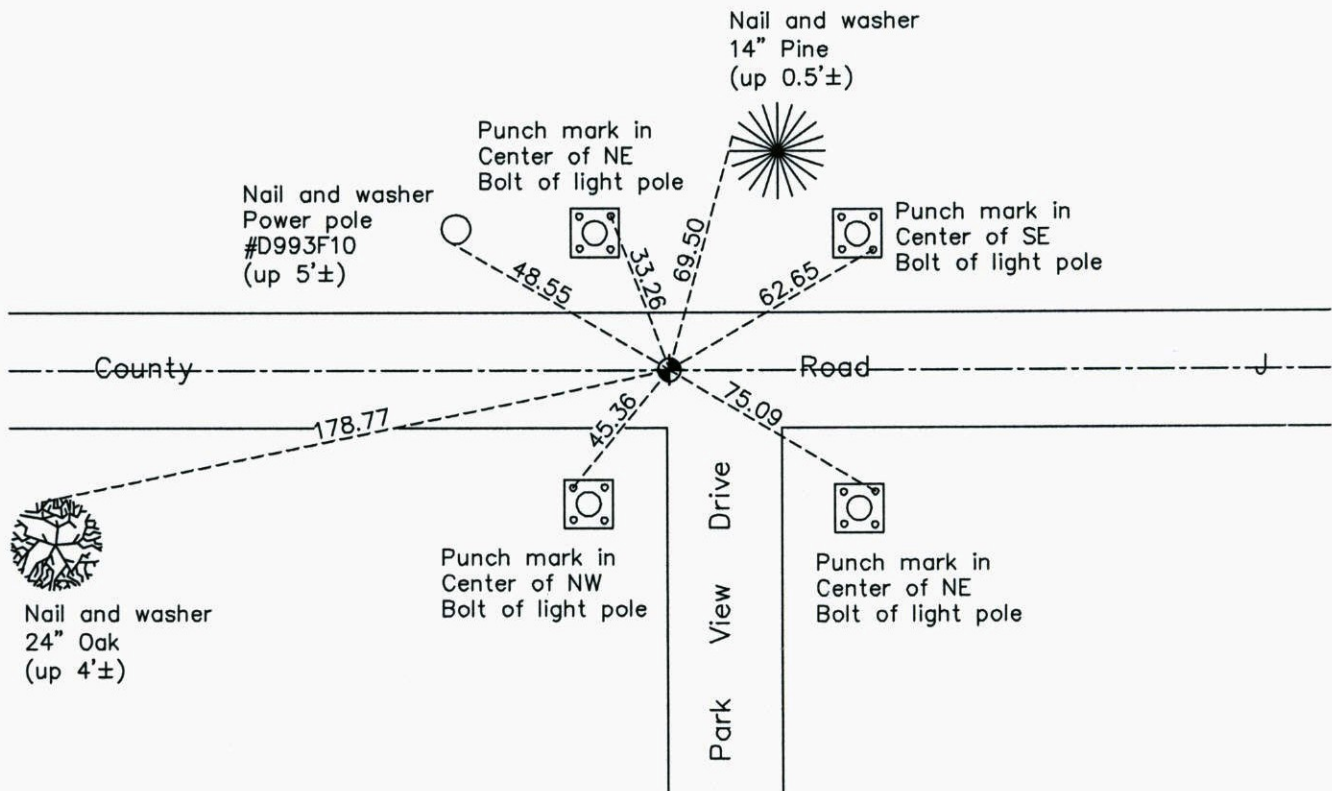 Nail and washer
14" Pine
(up 0.5'±)
Punch mark in
Center of NE
Bolt of light pole
Nail and washer
Power pole
#D993F10
(up 5'±)
Punch mark in
Center of SE
Bolt of light pole
48.55
33.26
69.50
62.65
County Road J
178.77
45.36
75.09
Park View Drive
Punch mark in
Center of NW
Bolt of light pole
Punch mark in
Center of NE
Bolt of light pole
Nail and washer
24" Oak
(up 4'±)